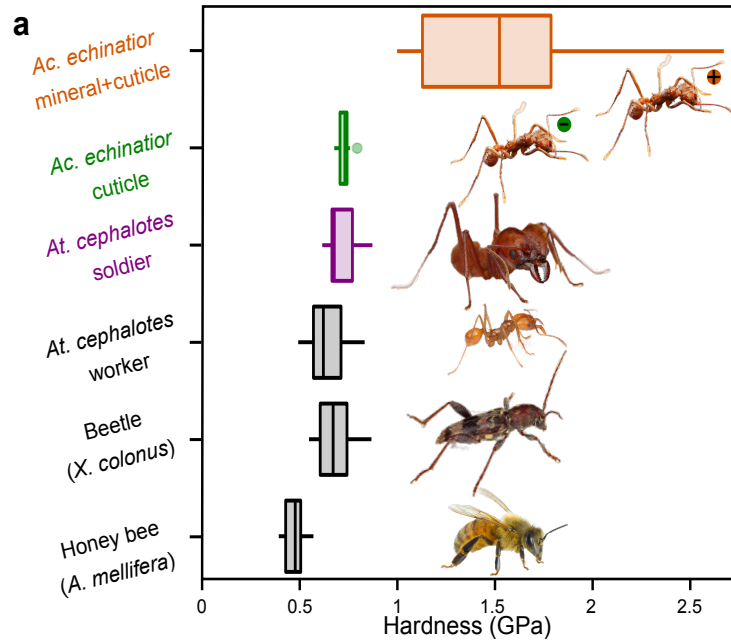 a
Ac. echinatior
mineral+cuticle
Ac. echinatior
cuticle
At. cephalotes
soldier
At. cephalotes
worker
Beetle
(X. colonus)
Honey bee
(A. mellifera)
0 0.5 1 1.5 2 2.5
Hardness (GPa)